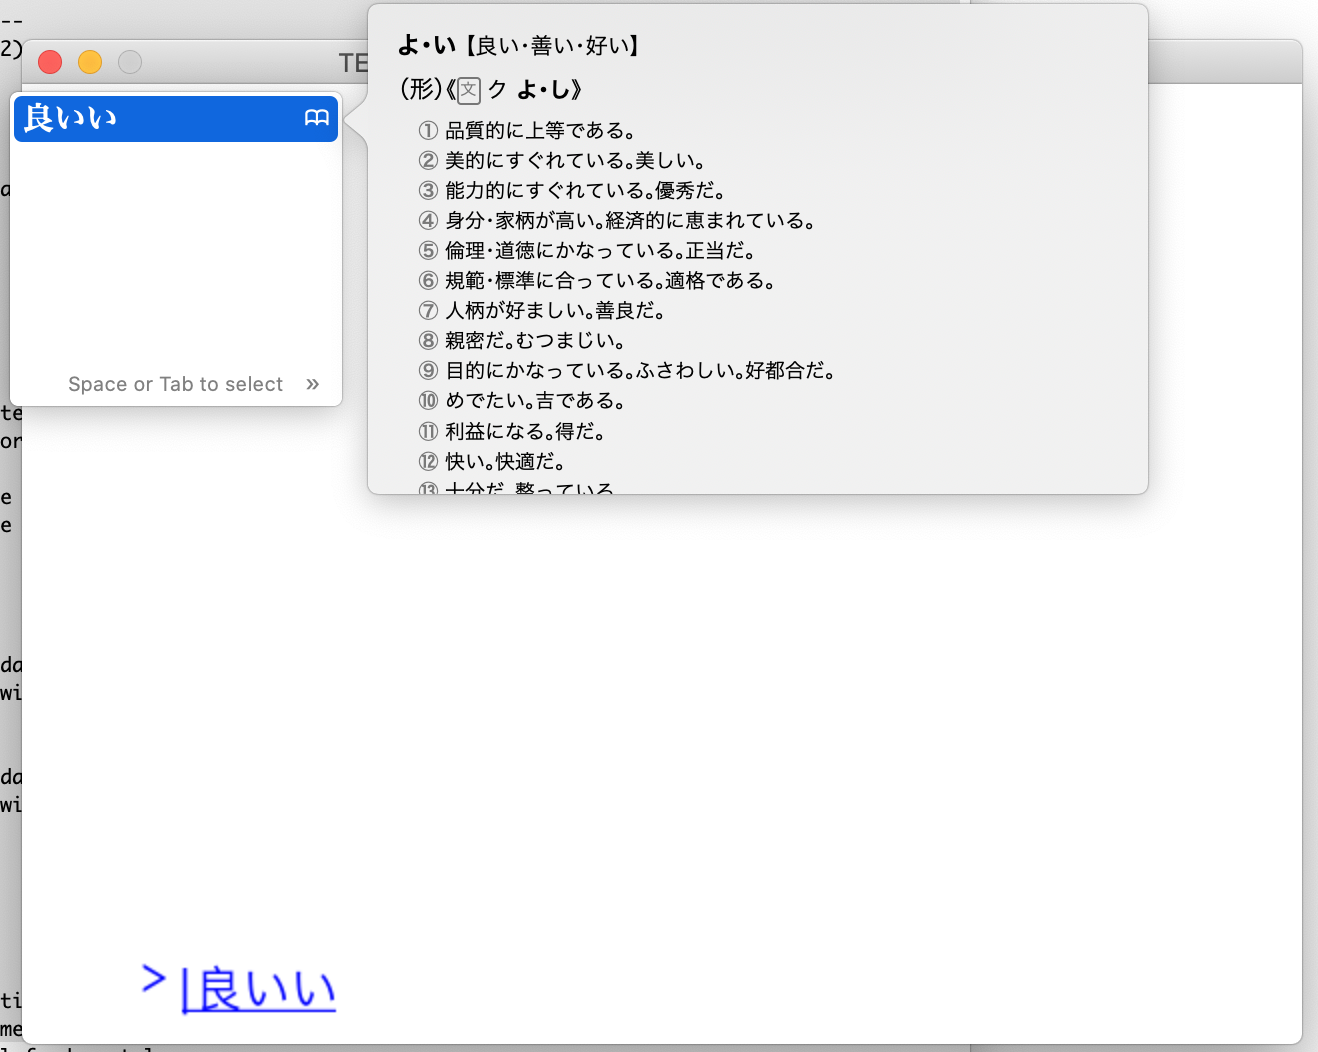 --
2)
TE
良いい
a
Space or Tab to select »
te
or
e
e
da
wi
da
wi
ti
me
よ・い【良い・善い・好い】
（形）《文 ク よ・し》
① 品質的に上等である。
② 美的にすぐれている。美しい。
③ 能力的にすぐれている。優秀だ。
④ 身分・家柄が高い。経済的に恵まれている。
⑤ 倫理・道徳にかなっている。正当だ。
⑥ 規範・標準に合っている。適格である。
⑦ 人柄が好ましい。善良だ。
⑧ 親密だ。むつまじい。
⑨ 目的にかなっている。ふさわしい。好都合だ。
⑩ めでたい。吉である。
⑪ 利益になる。得だ。
⑫ 快い。快適だ。
⑬ 十分だ。整っている。
> 良いい